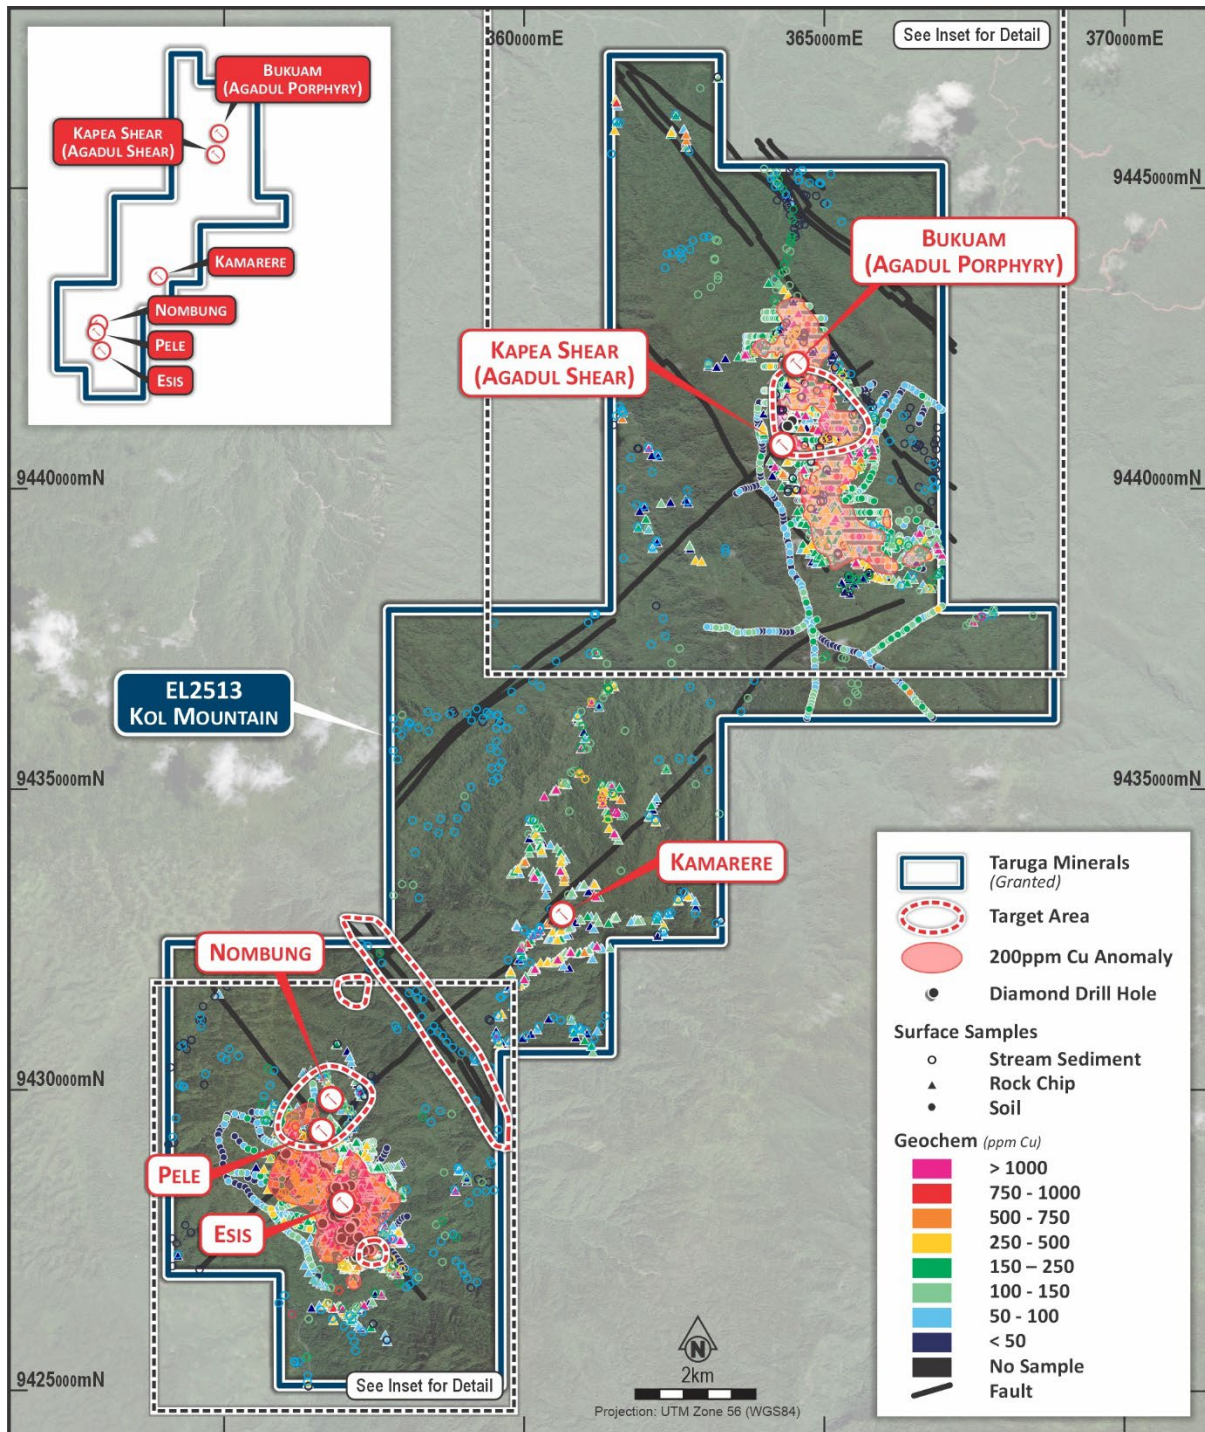 360000mE
365000mE
370000mE
See Inset for Detail
BUKUAM
(AGADUL PORPHYRY)
KAPEA SHEAR
(AGADUL SHEAR)
KAMARERE
NOMBUNG
PELE
ESIS
9445000mN
BUKUAM
(AGADUL PORPHYRY)
KAPEA SHEAR
(AGADUL SHEAR)
9440000mN
9440000mN
EL2513
KOL MOUNTAIN
9435000mN
9435000mN
KAMARERE
NOMBUNG
9430000mN
PELE
ESIS
9425000mN
See Inset for Detail
N
2km
Projection: UTM Zone 56 (WGS84)
Taruga Minerals
(Granted)
Target Area
200ppm Cu Anomaly
Diamond Drill Hole
Surface Samples
Stream Sediment
Rock Chip
Soil
Geochem (ppm Cu)
> 1000
750 - 1000
500 - 750
250 - 500
150 – 250
100 - 150
50 - 100
< 50
No Sample
Fault